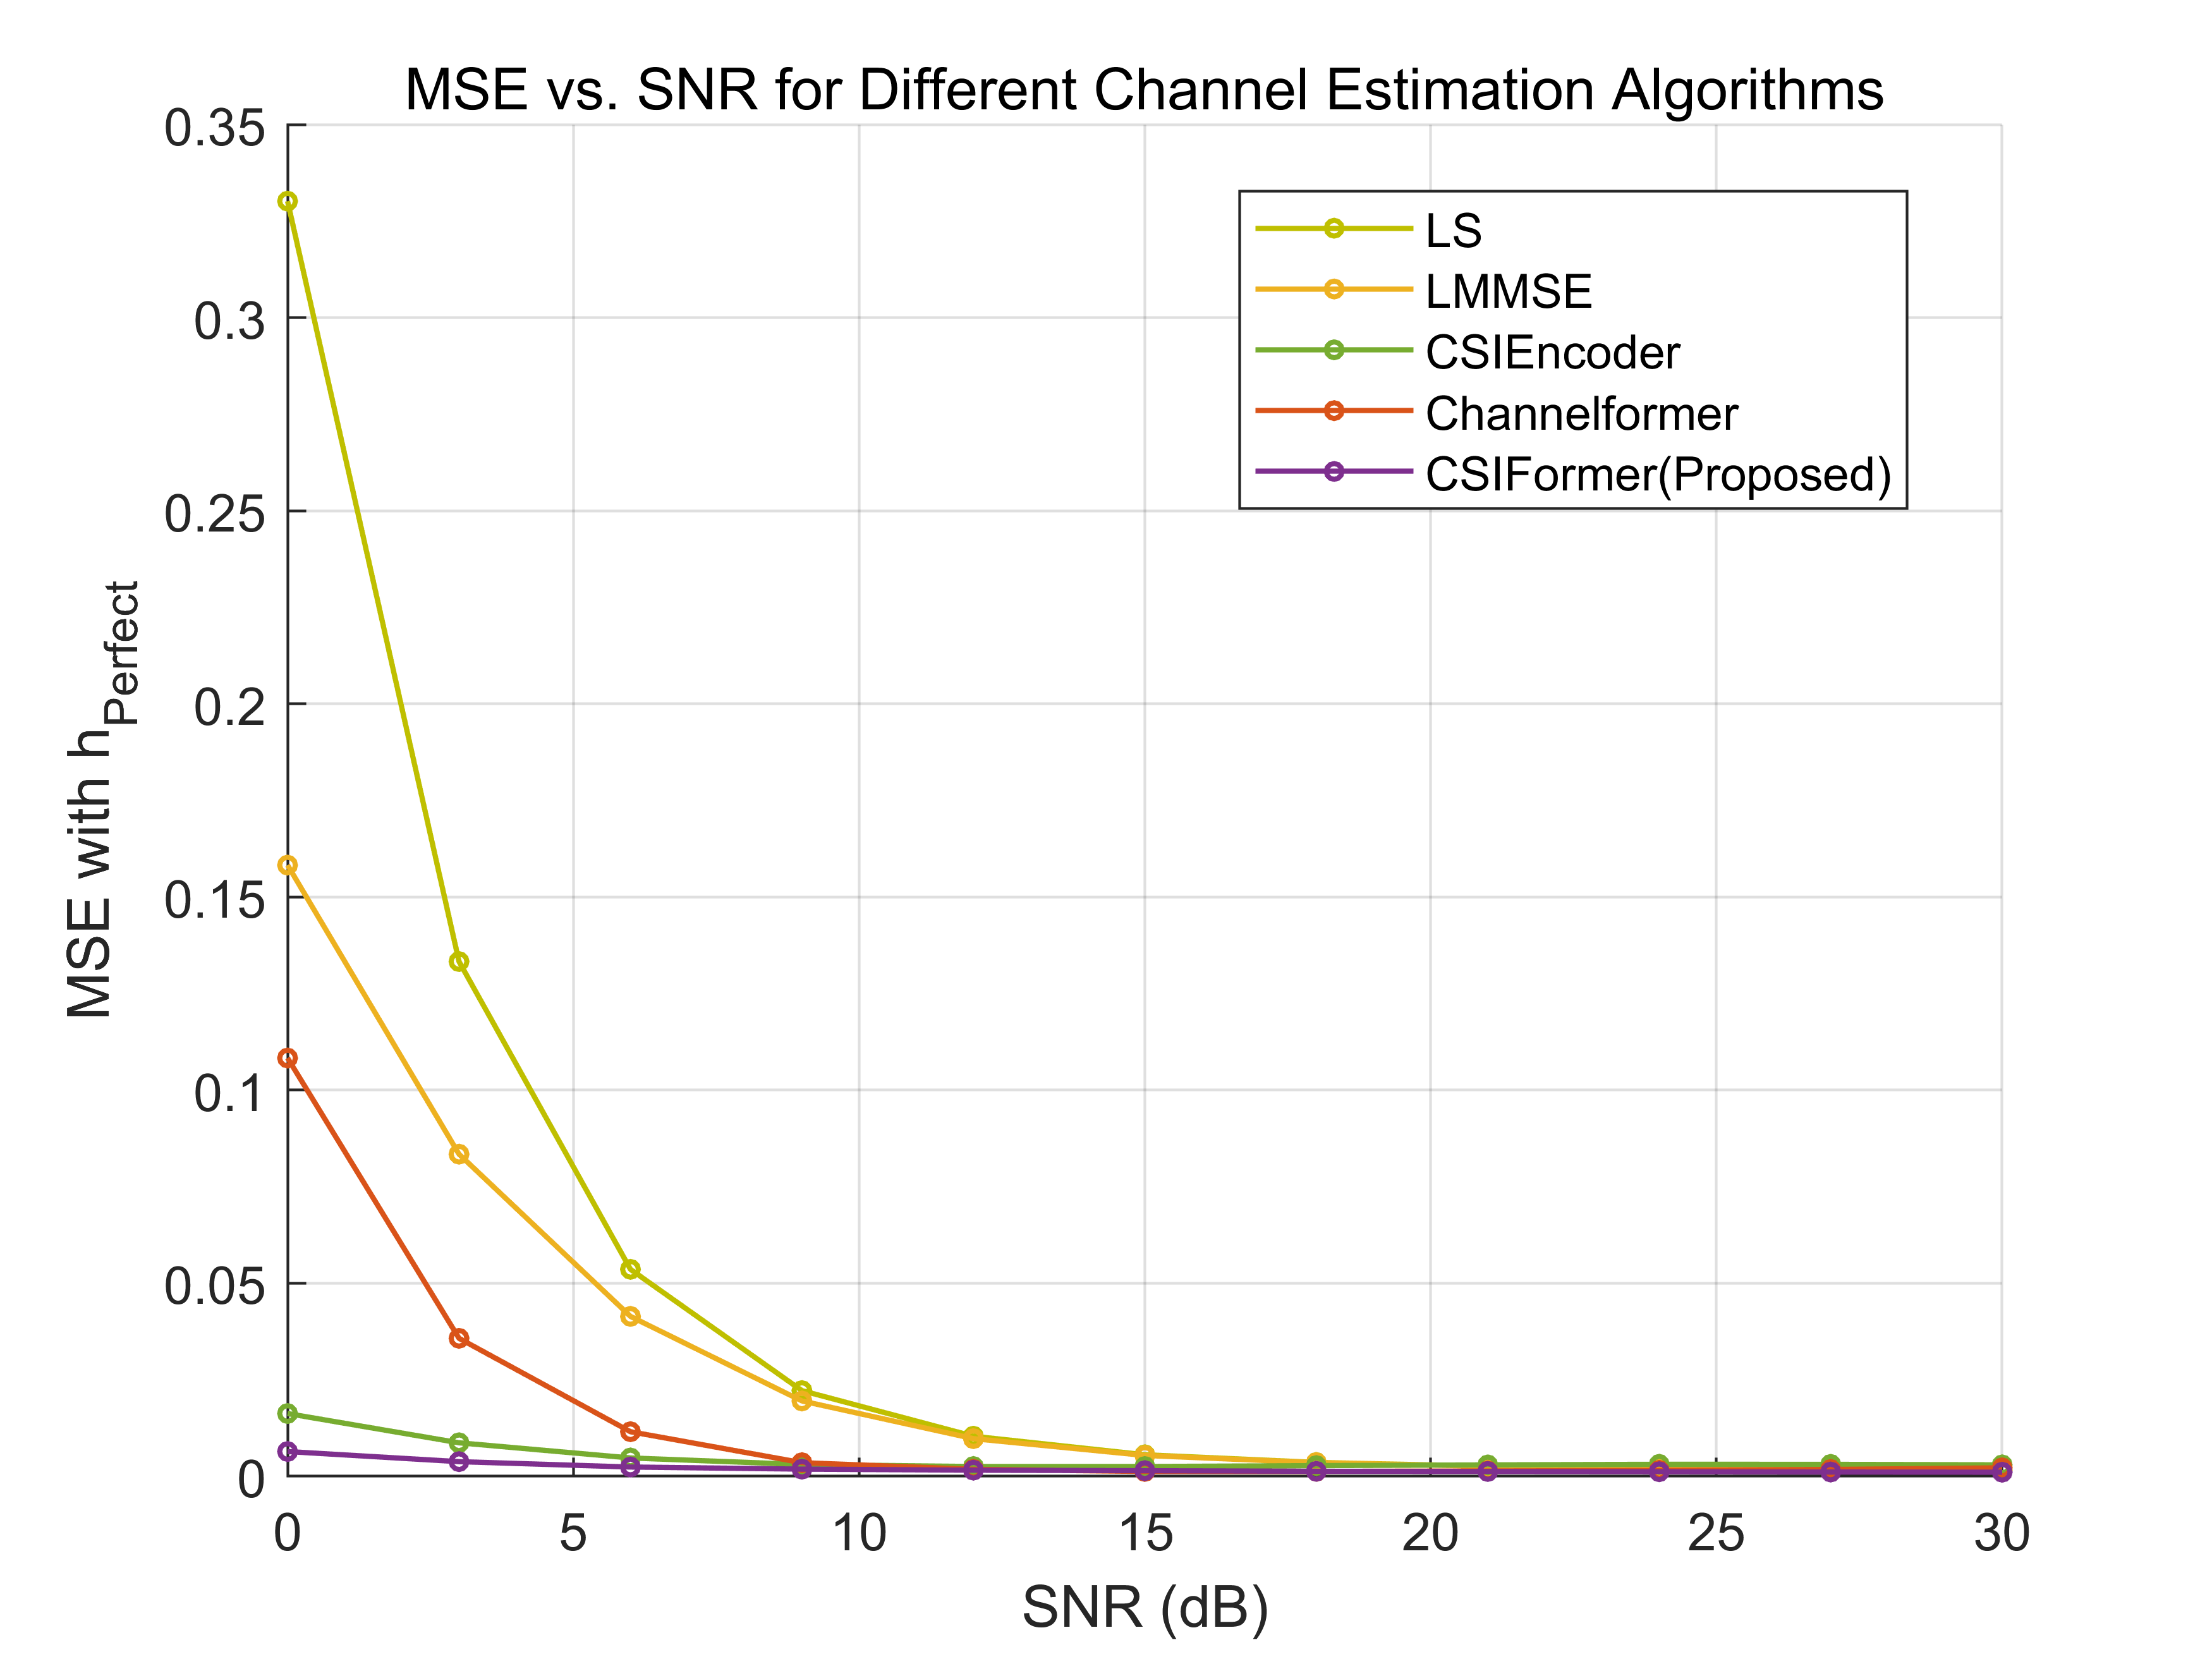 MSE vs. SNR for Different Channel Estimation Algorithms
0.35
0.3
0.25
0.2
0.15
0.1
0.05
0
MSE with hPerfect
LS
LMMSE
CSIEncoder
Channelformer
CSIFormer(Proposed)
0 5 10 15 20 25 30
SNR (dB)